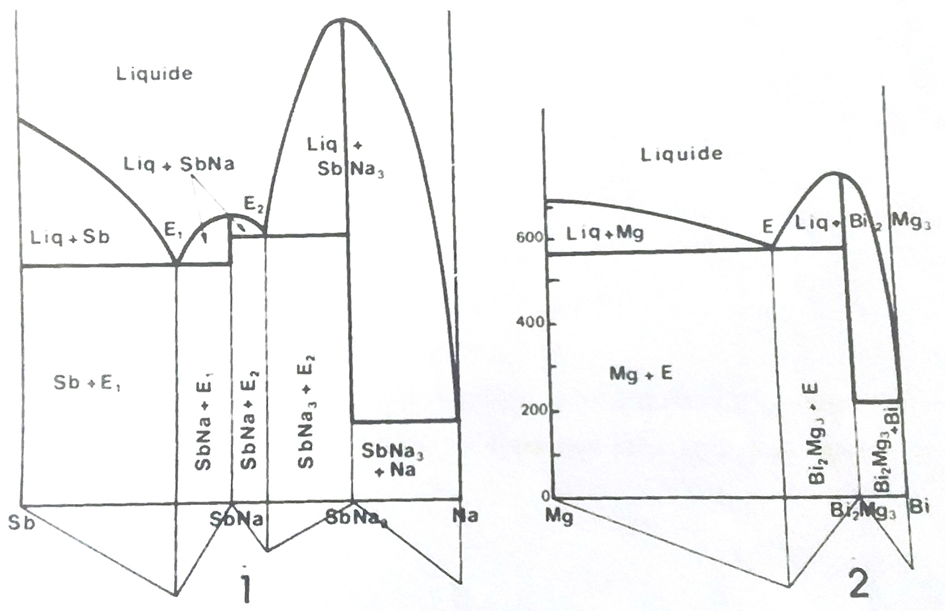 Liquide
Liq + SbNa
Liq +
Sb Na₃
E₁
E₂
Liq + Sb
Sb + E₁
SbNa + E₁
SbNa + E₂
SbNa₃ + E₂
SbNa₃
+ Na
Sb
SbNa
SbNa₃
Na
1
Liquide
E
Liq + Bi₂ Mg₃
Liq + Mg
600
400
Mg + E
200
Bi₂Mg₃ + E
Bi₂Mg₃+Bi
0
Mg
Bi₂Mg₃
Bi
2